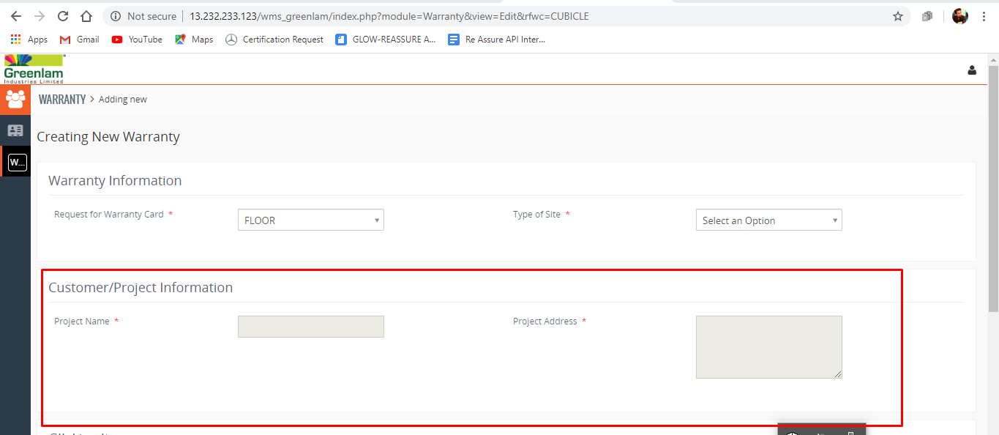 Not secure | 13.232.233.123/wms_greenlam/index.php?module=Warranty&view=Edit&rfwc=CUBICLE
Apps Gmail YouTube Maps Certification Request GLOW-REASSURE A... Re Assure API Inter...
Greenlam
Industries Limited
WARRANTY > Adding new
W...
Creating New Warranty
Warranty Information
Request for Warranty Card * FLOOR Type of Site * Select an Option
Customer/Project Information
Project Name * Project Address *